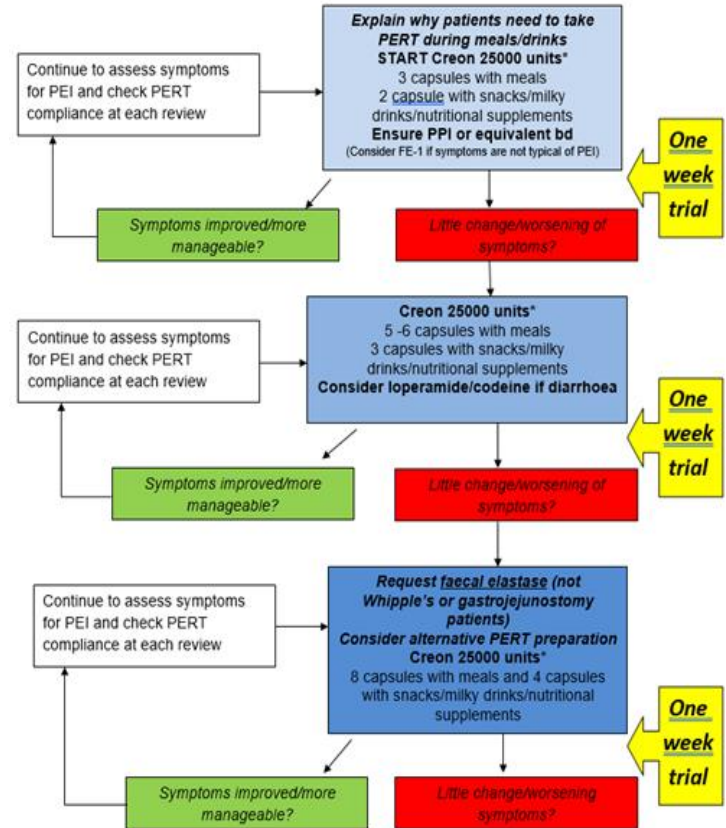 Explain why patients need to take
PERT during meals/drinks
START Creon 25000 units*
3 capsules with meals
2 capsule with snacks/milky
drinks/nutritional supplements
Ensure PPI or equivalent bd
(Consider FE-1 if symptoms are not typical of PEI)
Continue to assess symptoms
for PEI and check PERT
compliance at each review
One
week
trial
Symptoms improved/more
manageable?
Little change/worsening of
symptoms?
Creon 25000 units*
5 -6 capsules with meals
3 capsules with snacks/milky
drinks/nutritional supplements
Consider loperamide/codeine if diarrhoea
Continue to assess symptoms
for PEI and check PERT
compliance at each review
One
week
trial
Symptoms improved/more
manageable?
Little change/worsening of
symptoms?
Request faecal elastase (not
Whipple's or gastrojejunostomy
patients)
Consider alternative PERT preparation
Creon 25000 units*
8 capsules with meals and 4 capsules
with snacks/milky drinks/nutritional
supplements
Continue to assess symptoms
for PEI and check PERT
compliance at each review
One
week
trial
Symptoms improved/more
manageable?
Little change/worsening
symptoms?